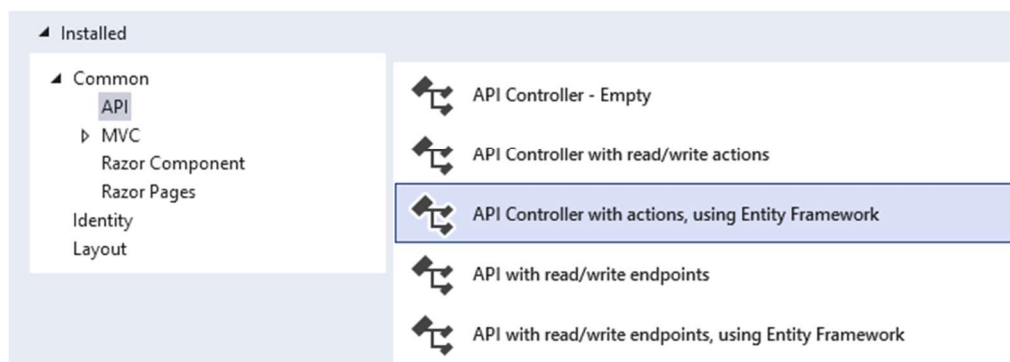 Installed
Common
API
MVC
Razor Component
Razor Pages
Identity
Layout
API Controller - Empty
API Controller with read/write actions
API Controller with actions, using Entity Framework
API with read/write endpoints
API with read/write endpoints, using Entity Framework